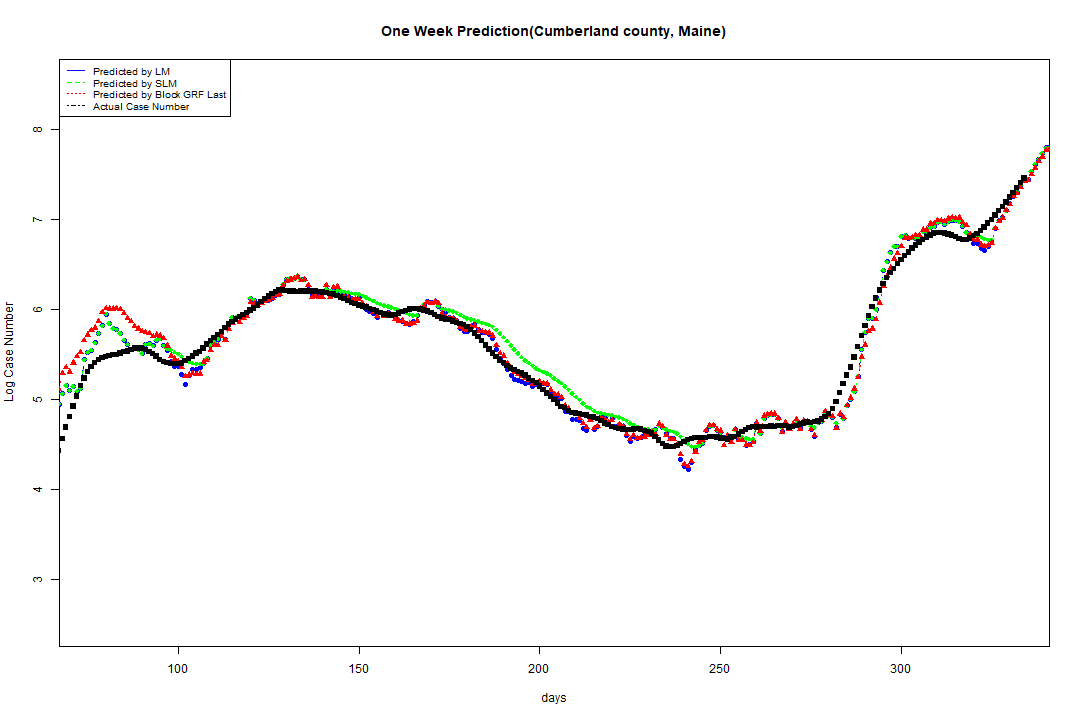 One Week Prediction(Cumberland county, Maine)
Predicted by LM
Predicted by SLM
Predicted by Block GRF Last
Actual Case Number
8
7
6
5
4
3
Log Case Number
100 150 200 250 300
days